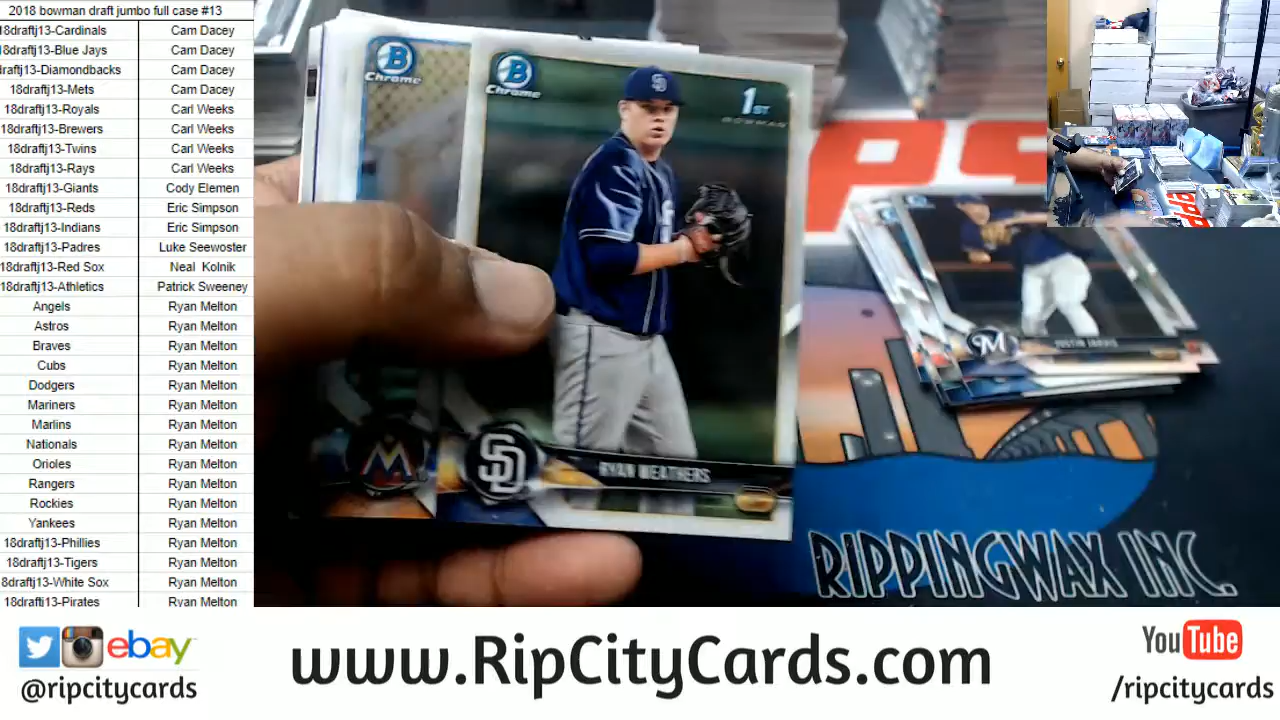 2018 bowman draft jumbo full case #13
18draftj13-Cardinals Cam Dacey
18draftj13-Blue Jays Cam Dacey
draftj13-Diamondbacks Cam Dacey
18draftj13-Mets Cam Dacey
18draftj13-Royals Carl Weeks
18draftj13-Brewers Carl Weeks
18draftj13-Twins Carl Weeks
18draftj13-Rays Carl Weeks
18draftj13-Giants Cody Elemen
18draftj13-Reds Eric Simpson
18draftj13-Indians Eric Simpson
18draftj13-Padres Luke Seewoster
18draftj13-Red Sox Neal Kolnik
18draftj13-Athletics Patrick Sweeney
Angels Ryan Melton
Astros Ryan Melton
Braves Ryan Melton
Cubs Ryan Melton
Dodgers Ryan Melton
Mariners Ryan Melton
Marlins Ryan Melton
Nationals Ryan Melton
Orioles Ryan Melton
Rangers Ryan Melton
Rockies Ryan Melton
Yankees Ryan Melton
18draftj13-Phillies Ryan Melton
18draftj13-Tigers Ryan Melton
8draftj13-White Sox Ryan Melton
18draftj13-Pirates Ryan Melton
B
Chrome
B
Chrome
1ST
BOWMAN
SD
RYAN WEATHERS
M
M
RIPPINGWAX INC.
ebay
@ripcitycards
www.RipCityCards.com
YouTube
/ripcitycards